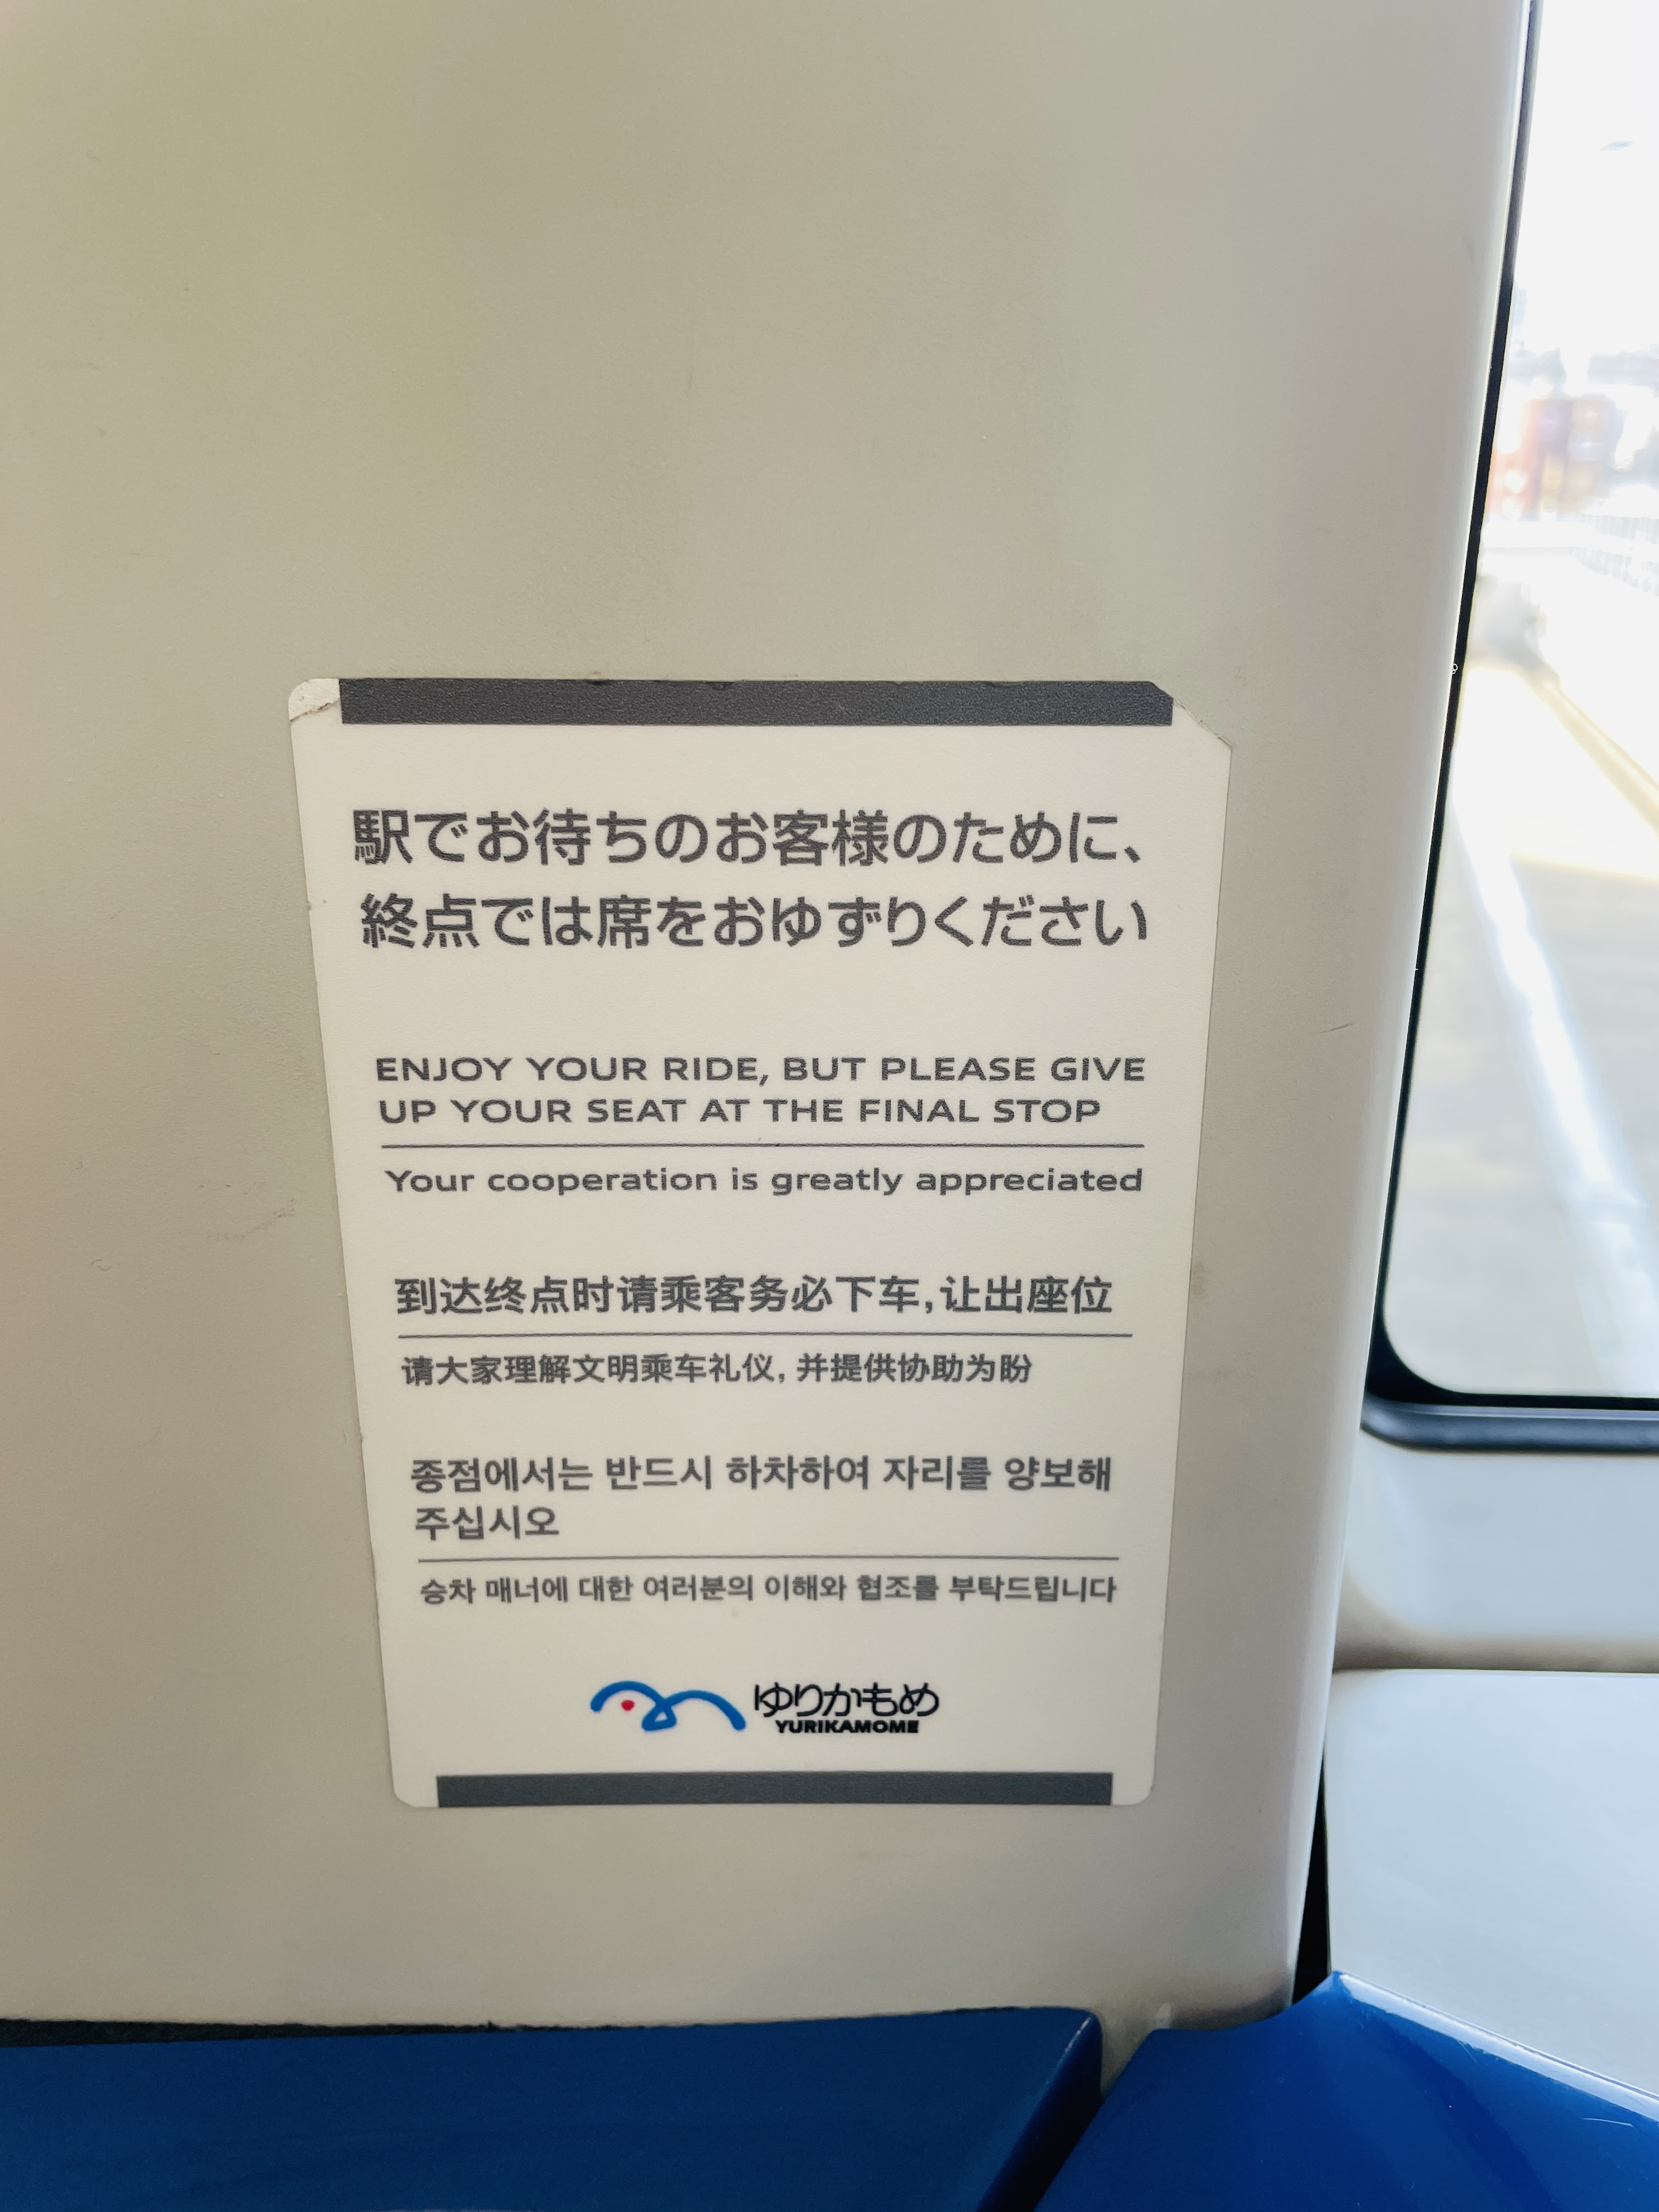 駅でお待ちのお客様のために、
終点では席をおゆずりください
ENJOY YOUR RIDE, BUT PLEASE GIVE
UP YOUR SEAT AT THE FINAL STOP
Your cooperation is greatly appreciated
到达终点时请乘客务必下车,让出座位
请大家理解文明乘车礼仪, 并提供协助为盼
종점에서는 반드시 하차하여 자리를 양보해
주십시오
승차 매너에 대한 여러분의 이해와 협조를 부탁드립니다
ゆりかもめ
YURIKAMOME